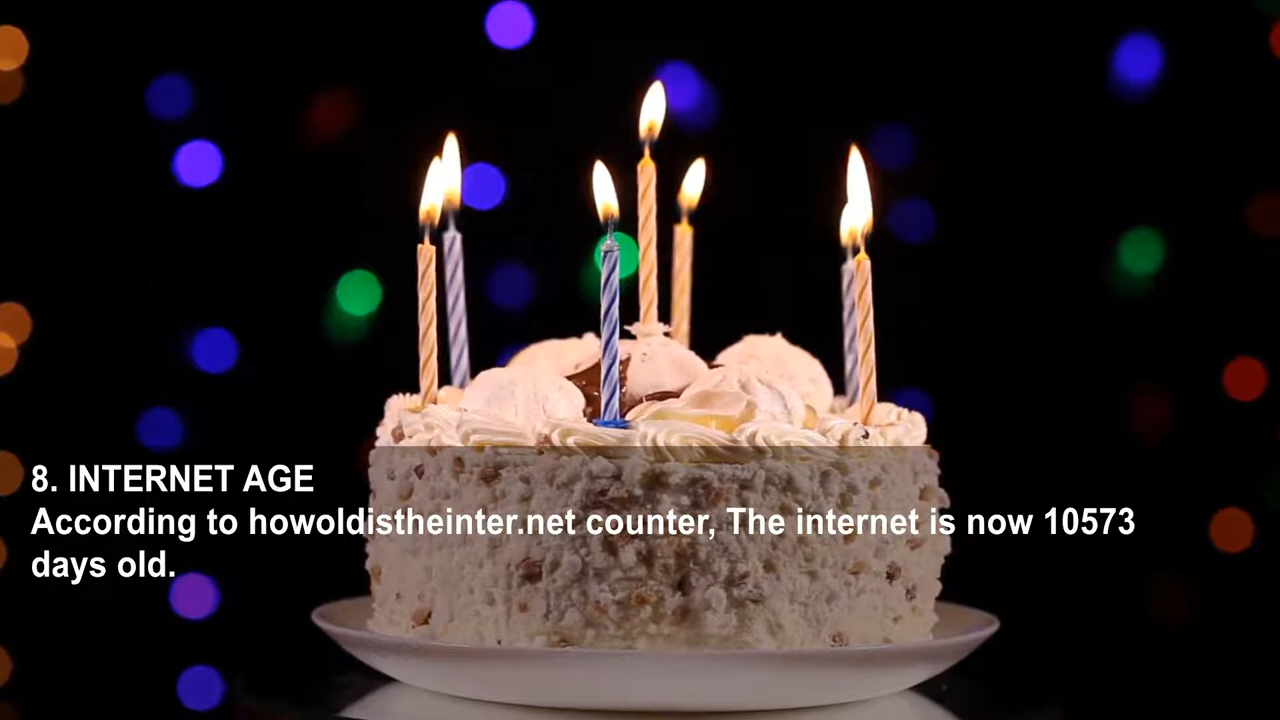 8. INTERNET AGE
According to howoldistheinter.net counter, The internet is now 10573
days old.